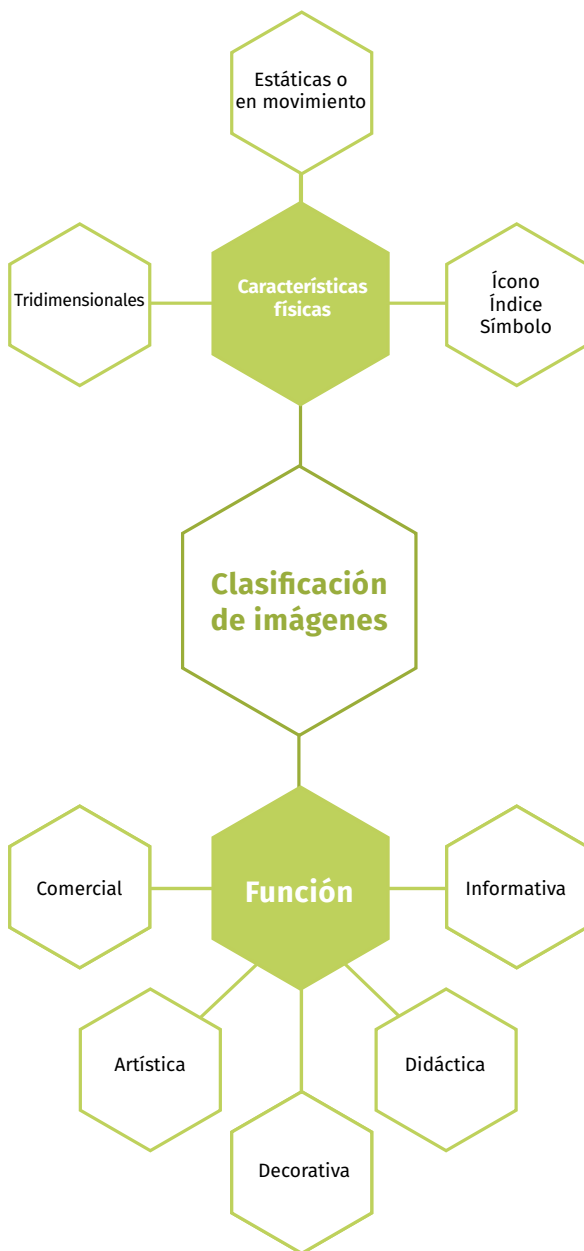 Estáticas o
en movimiento
Tridimensionales
Características
físicas
Ícono
Índice
Símbolo
Clasificación
de imágenes
Comercial
Función
Informativa
Artística
Didáctica
Decorativa